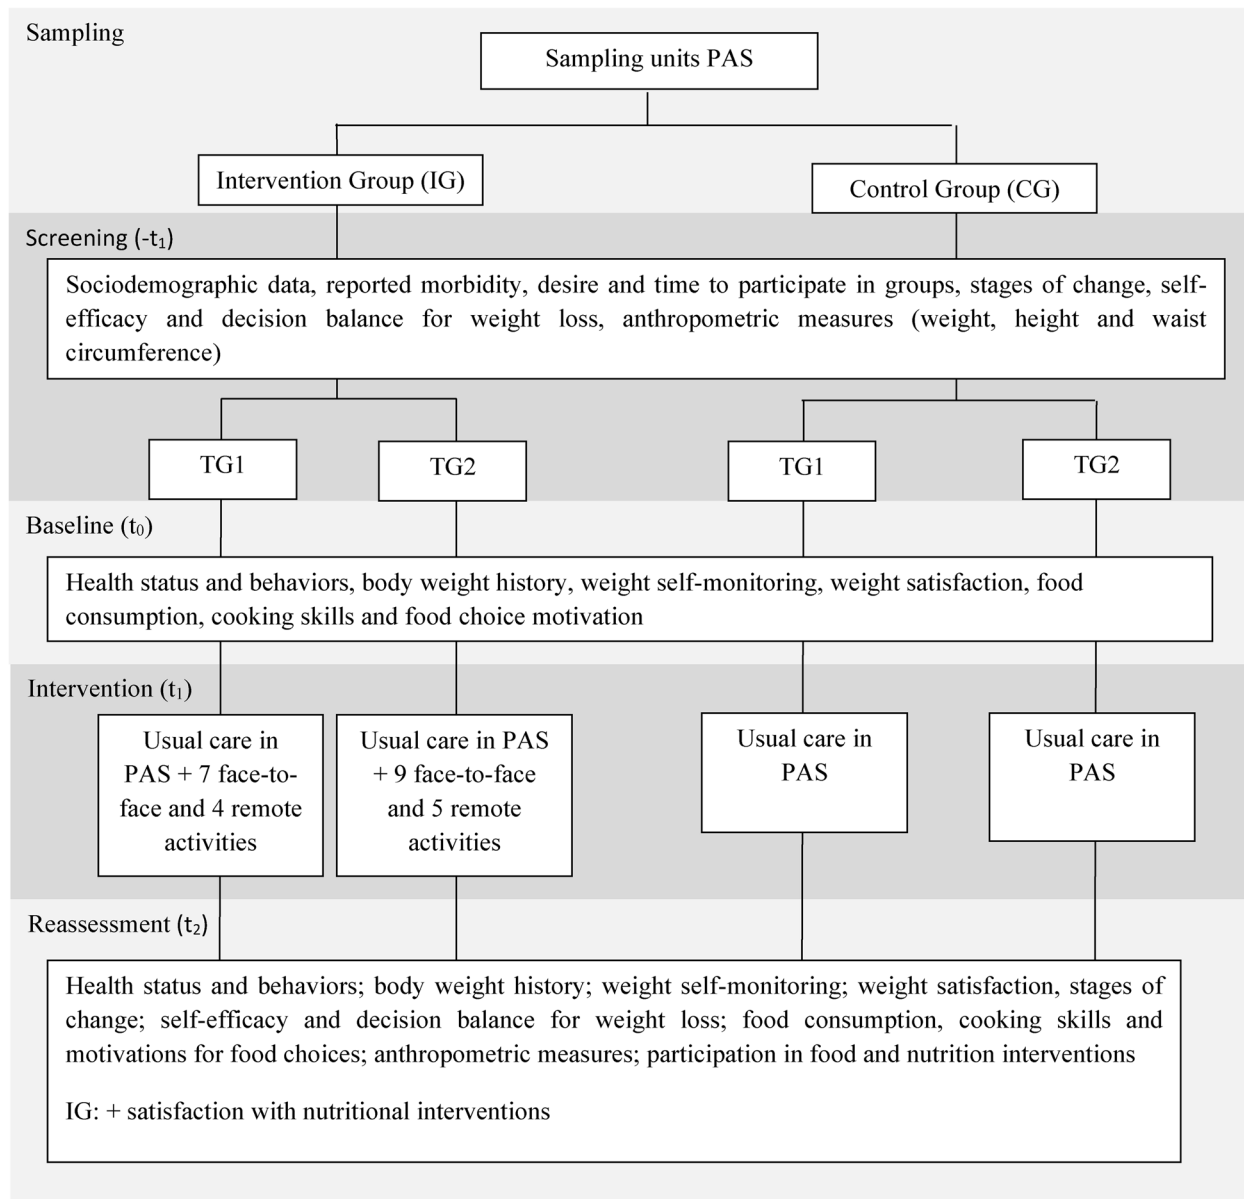 Sampling
Sampling units PAS
Intervention Group (IG)
Control Group (CG)
Screening (-t₁)
Sociodemographic data, reported morbidity, desire and time to participate in groups, stages of change, self-
efficacy and decision balance for weight loss, anthropometric measures (weight, height and waist
circumference)
TG1
TG2
TG1
TG2
Baseline (t₀)
Health status and behaviors, body weight history, weight self-monitoring, weight satisfaction, food
consumption, cooking skills and food choice motivation
Intervention (t₁)
Usual care in
PAS + 7 face-to-
face and 4 remote
activities
Usual care in PAS
+ 9 face-to-face
and 5 remote
activities
Usual care in
PAS
Usual care in
PAS
Reassessment (t₂)
Health status and behaviors; body weight history; weight self-monitoring; weight satisfaction, stages of
change; self-efficacy and decision balance for weight loss; food consumption, cooking skills and
motivations for food choices; anthropometric measures; participation in food and nutrition interventions
IG: + satisfaction with nutritional interventions